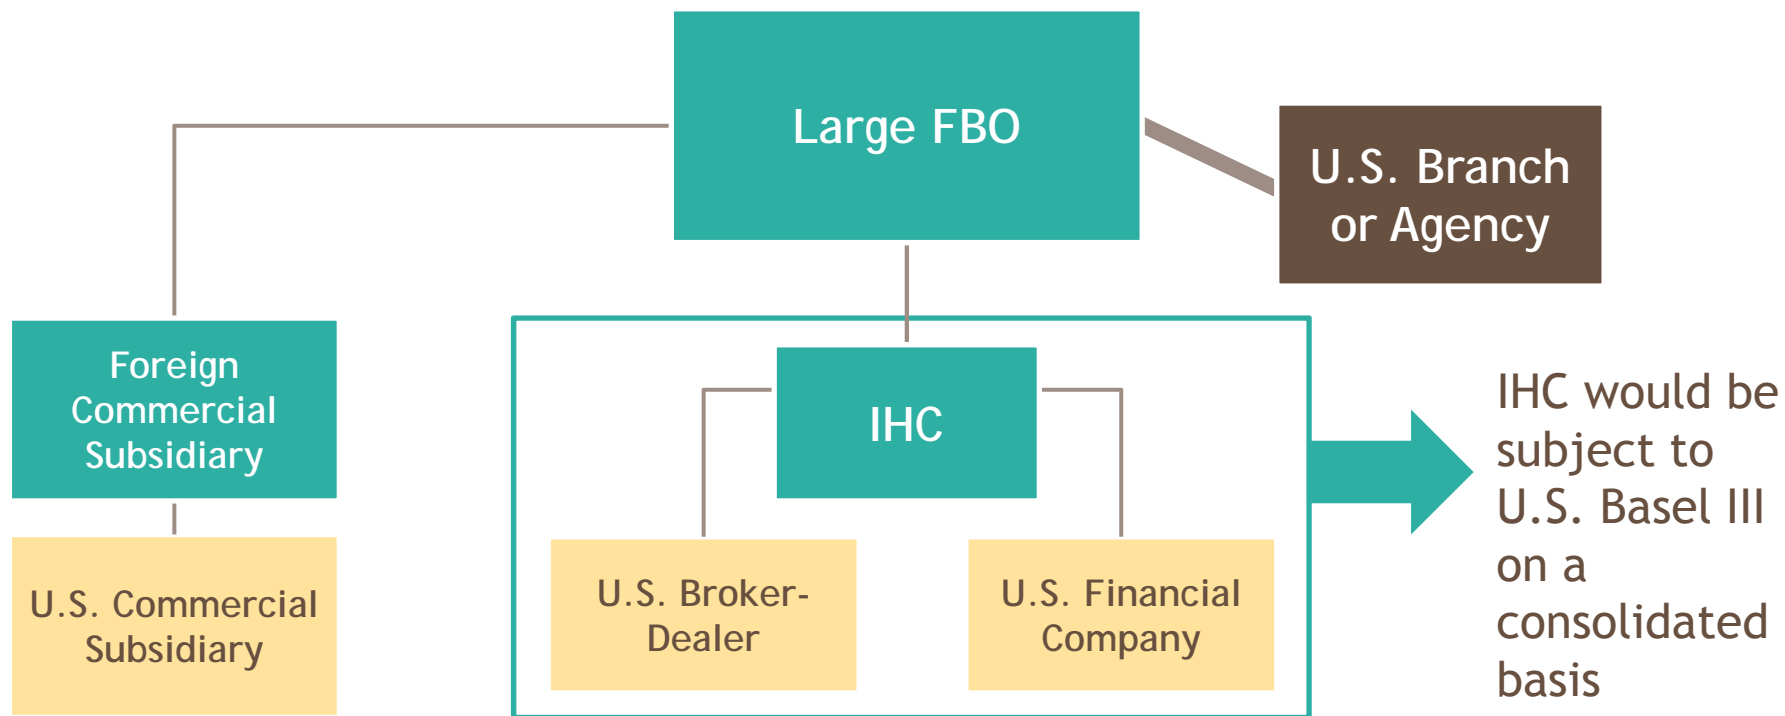 Large FBO
U.S. Branch
or Agency
Foreign
Commercial
Subsidiary
IHC
IHC would be
subject to
U.S. Basel III
on a
consolidated
basis
U.S. Commercial
Subsidiary
U.S. Broker-
Dealer
U.S. Financial
Company